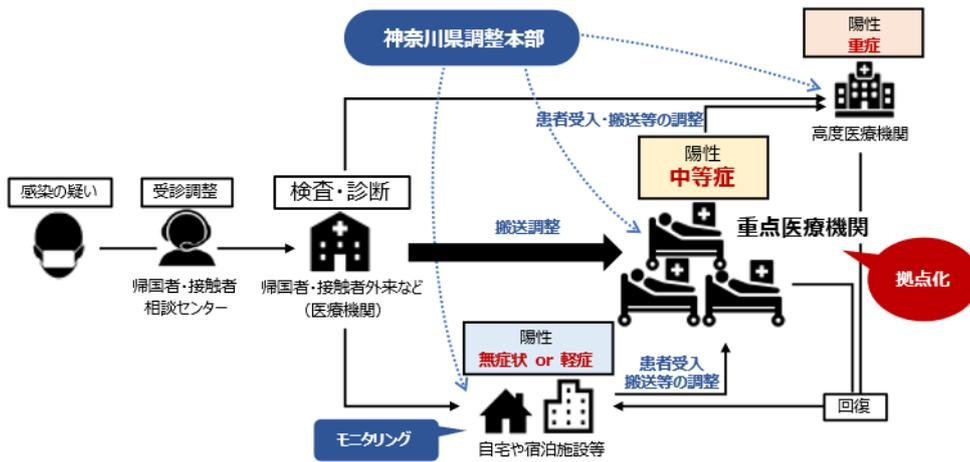 神奈川県調整本部
陽性
重症
高度医療機関
患者受入・搬送等の調整
陽性
中等症
重点医療機関
拠点化
感染の疑い
受診調整
帰国者・接触者
相談センター
検査・診断
帰国者・接触者外来など
（医療機関）
搬送調整
陽性
無症状 or 軽症
患者受入
搬送等の調整
回復
モニタリング
自宅や宿泊施設等